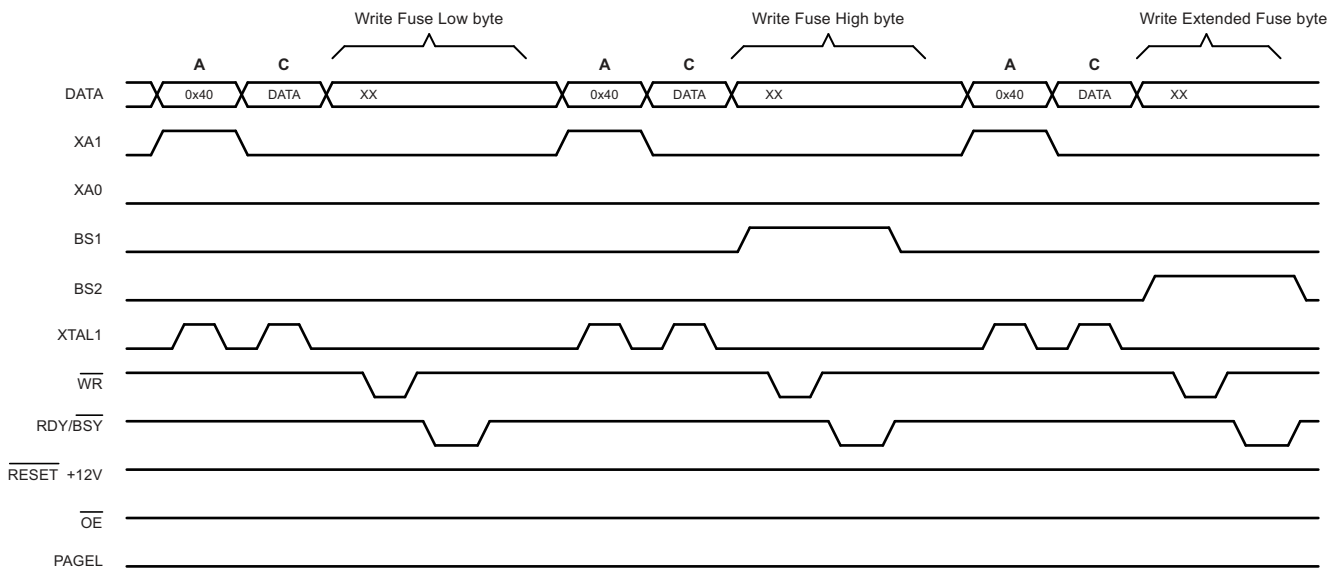 Write Fuse Low byte Write Fuse High byte Write Extended Fuse byte
A C A C A C
DATA 0x40 DATA XX 0x40 DATA XX 0x40 DATA XX
XA1
XA0
BS1
BS2
XTAL1
WR
RDY/BSY
RESET +12V
OE
PAGEL